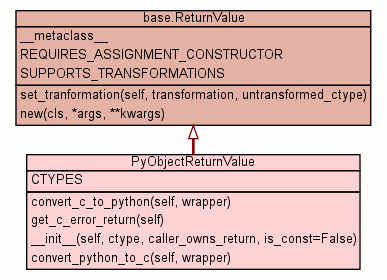 base.ReturnValue
__metaclass__
REQUIRES_ASSIGNMENT_CONSTRUCTOR
SUPPORTS_TRANSFORMATIONS
set_tranformation(self, transformation, untransformed_ctype)
new(cls, *args, **kwargs)
PyObjectReturnValue
CTYPES
convert_c_to_python(self, wrapper)
get_c_error_return(self)
__init__(self, ctype, caller_owns_return, is_const=False)
convert_python_to_c(self, wrapper)